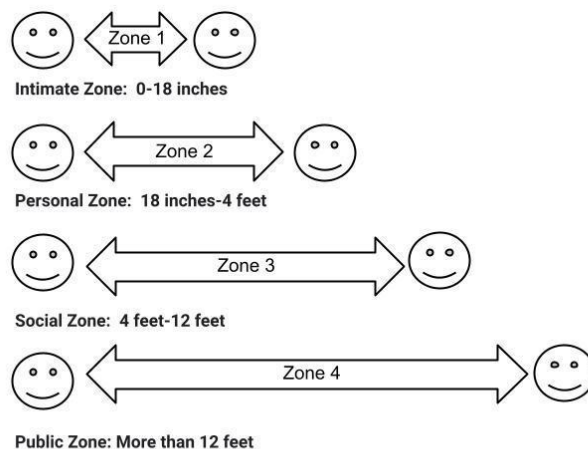 Zone 1
Intimate Zone: 0-18 inches
Zone 2
Personal Zone: 18 inches-4 feet
Zone 3
Social Zone: 4 feet-12 feet
Zone 4
Public Zone: More than 12 feet